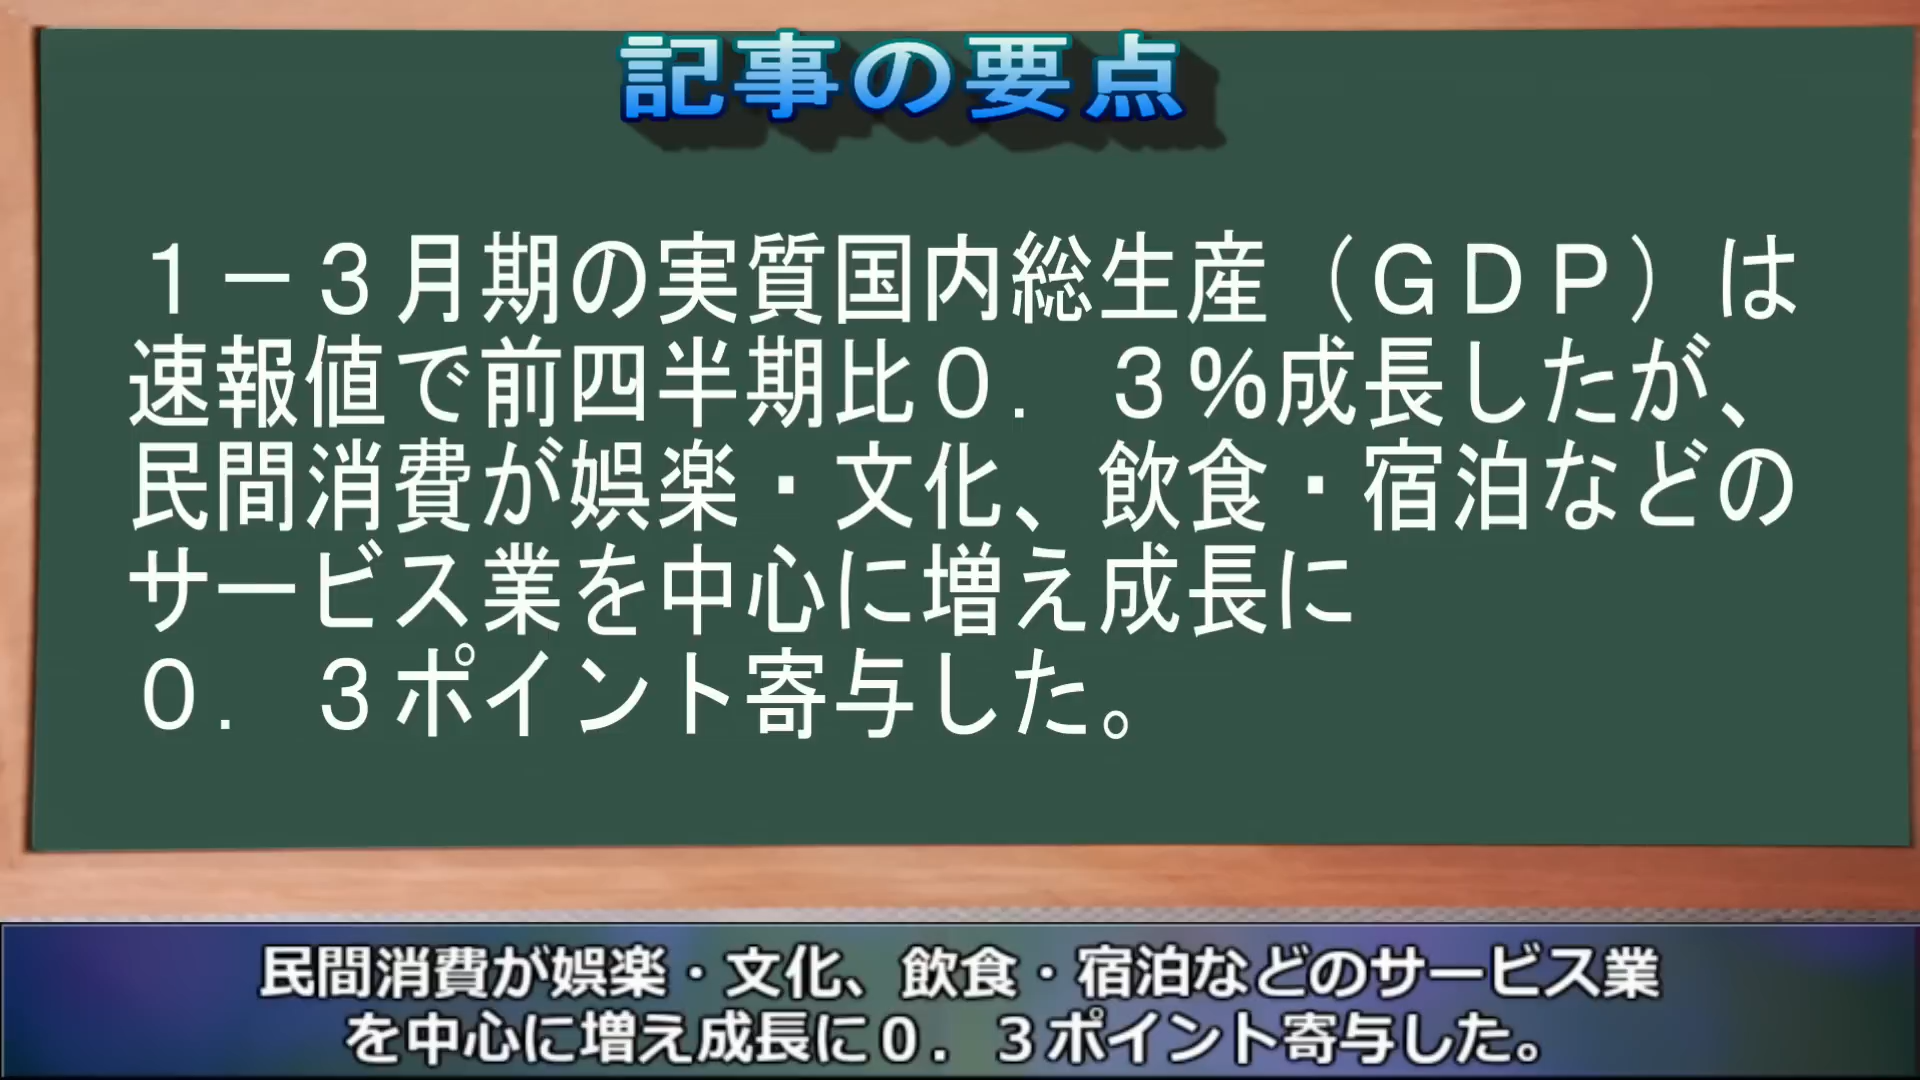 記事の要点
１－３月期の実質国内総生産（ＧＤＰ）は
速報値で前四半期比０．３％成長したが、
民間消費が娯楽・文化、飲食・宿泊などの
サービス業を中心に増え成長に
０．３ポイント寄与した。
民間消費が娯楽・文化、飲食・宿泊などのサービス業
を中心に増え成長に０．３ポイント寄与した。